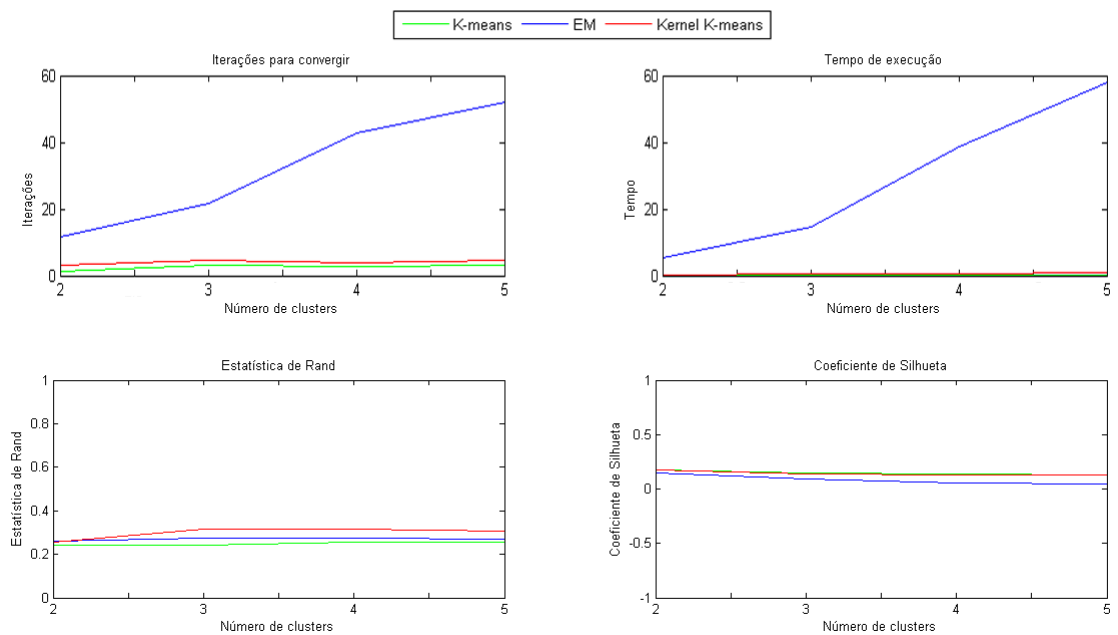 K-means EM Kernel K-means
Iterações para convergir
60
40
20
0
Iterações
2 3 4 5
Número de clusters
Tempo de execução
60
40
20
0
Tempo
2 3 4 5
Número de clusters
Estatística de Rand
1
0.8
0.6
0.4
0.2
0
Estatística de Rand
2 3 4 5
Número de clusters
Coeficiente de Silhueta
1
0.5
0
-0.5
-1
Coeficiente de Silhueta
2 3 4 5
Número de clusters